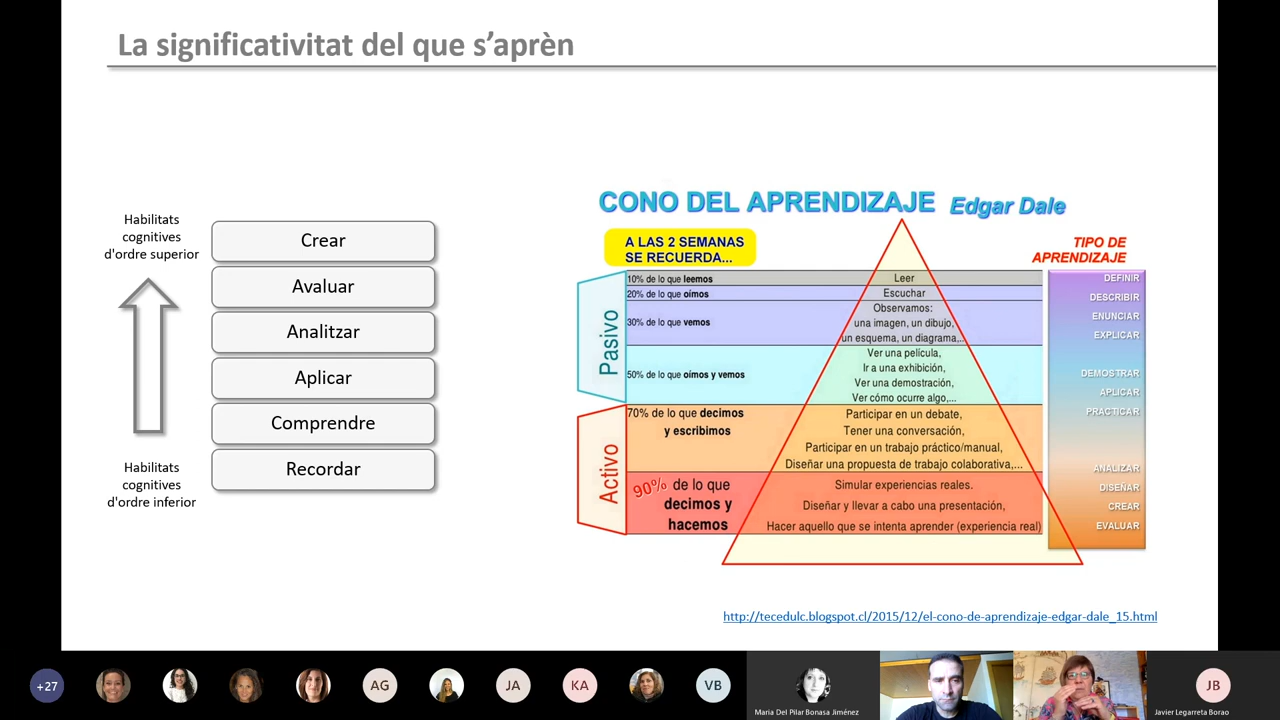 La significativitat del que s'aprèn
Habilitats
cognitives
d'ordre superior
Crear
Avaluar
Analitzar
Aplicar
Comprendre
Recordar
Habilitats
cognitives
d'ordre inferior
CONO DEL APRENDIZAJE Edgar Dale
A LAS 2 SEMANAS
SE RECUERDA...
TIPO DE
APRENDIZAJE
Pasivo
10% de lo que leemos
Leer
20% de lo que oímos
Escuchar
30% de lo que vemos
Observamos:
una imagen, un dibujo,
un esquema, un diagrama,..
50% de lo que oímos y vemos
Ver una película,
Ir a una exhibición,
Ver una demostración,
Ver cómo ocurre algo,...
Activo
70% de lo que decimos
y escribimos
Participar en un debate,
Tener una conversación,
Participar en un trabajo práctico/manual,
Diseñar una propuesta de trabajo colaborativa,...
90% de lo que
decimos y
hacemos
Simular experiencias reales.
Diseñar y llevar a cabo una presentación,
Hacer aquello que se intenta aprender (experiencia real)
DEFINIR
DESCRIBIR
ENUNCIAR
EXPLICAR
DEMOSTRAR
APLICAR
PRACTICAR
ANALIZAR
DISEÑAR
CREAR
EVALUAR
http://tecedulc.blogspot.cl/2015/12/el-cono-de-aprendizaje-edgar-dale_15.html
+27
AG
JA
KA
VB
JB
Maria Del Pilar Bonasa Jiménez
Javier Legarreta Borao